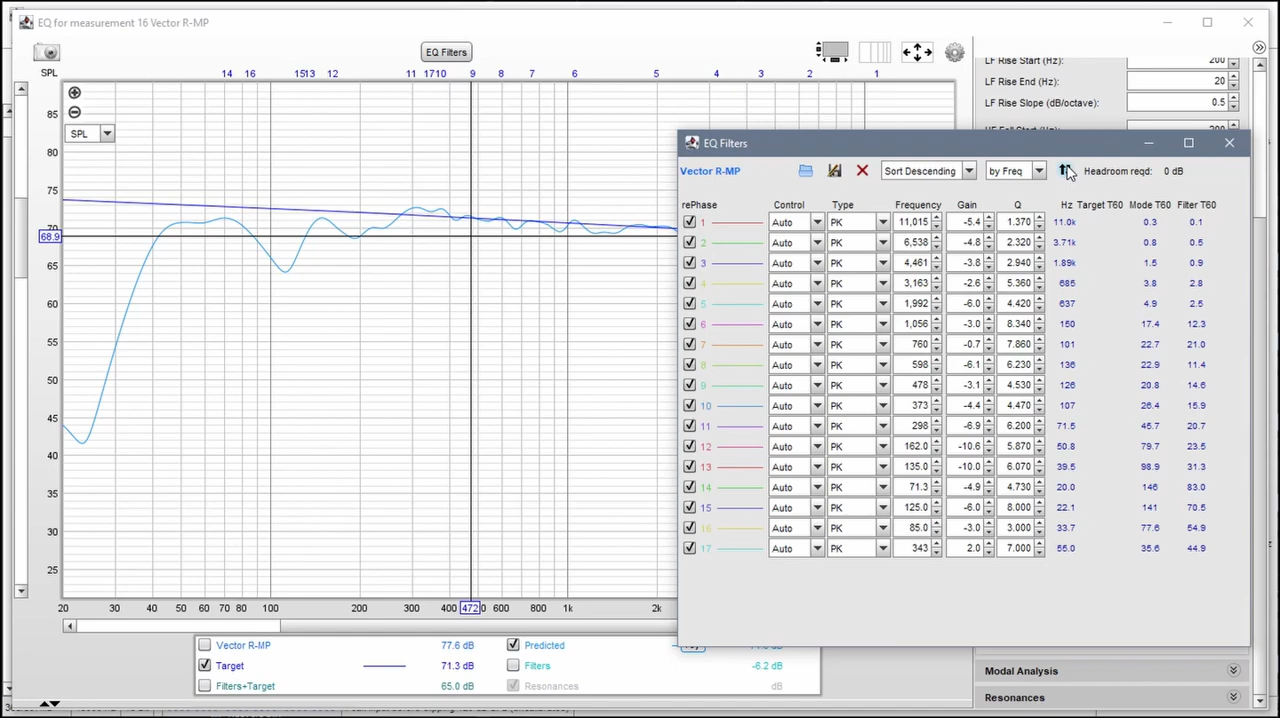 EQ for measurement 16 Vector R-MP
EQ Filters
SPL
14 16 1513 12 11 1710 9 8 7 6 5 4 3 2 1
LF Rise Start (Hz): 200
LF Rise End (Hz): 20
LF Rise Slope (dB/octave): 0.5
SPL
85
80
75
70
68.9
65
60
55
50
45
40
35
30
25
20 30 40 50 60 70 80 100 200 300 400 472 600 800 1k 2k
EQ Filters
Vector R-MP Sort Descending by Freq Headroom reqd: 0 dB
rePhase Control Type Frequency Gain Q Hz Target T60 Mode T60 Filter T60
1 Auto PK 11,015 -5.4 1.370 11.0k 0.3 0.1
2 Auto PK 6,538 -4.8 2.320 3.71k 0.8 0.5
3 Auto PK 4,461 -3.8 2.940 1.89k 1.5 0.9
4 Auto PK 3,163 -2.6 5.360 685 3.8 2.8
5 Auto PK 1,992 -6.0 4.420 637 4.9 2.5
6 Auto PK 1,056 -3.0 8.340 150 17.4 12.3
7 Auto PK 760 -0.7 7.860 101 22.7 21.0
8 Auto PK 598 -6.1 6.230 136 22.9 11.4
9 Auto PK 478 -3.1 4.530 126 20.8 14.6
10 Auto PK 373 -4.4 4.470 107 26.4 15.9
11 Auto PK 298 -6.9 6.200 71.5 45.7 20.7
12 Auto PK 162.0 -10.6 5.870 50.8 79.7 23.5
13 Auto PK 135.0 -10.0 6.070 39.5 98.9 31.3
14 Auto PK 71.3 -4.9 4.730 20.0 146 83.0
15 Auto PK 125.0 -6.0 8.000 22.1 141 70.5
16 Auto PK 85.0 -3.0 3.000 33.7 77.6 54.9
17 Auto PK 343 2.0 7.000 55.0 35.6 44.9
Vector R-MP 77.6 dB Predicted
Target 71.3 dB Filters -6.2 dB
Filters+Target 65.0 dB Resonances dB
Modal Analysis
Resonances